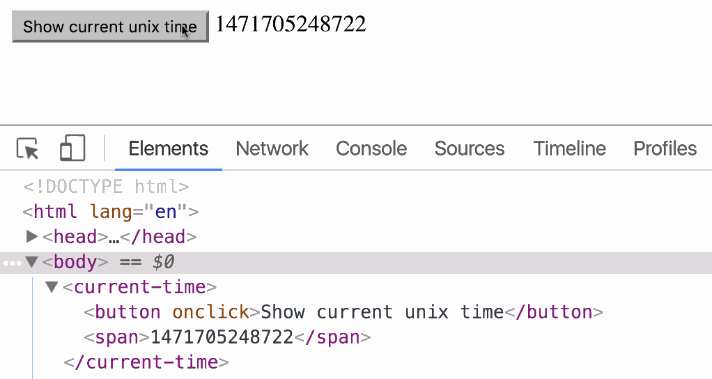 Show current unix time 1471705248722
Elements Network Console Sources Timeline Profiles
<!DOCTYPE html>
<html lang="en">
<head>…</head>
<body> == $0
<current-time>
<button onclick>Show current unix time</button>
<span>1471705248722</span>
</current-time>